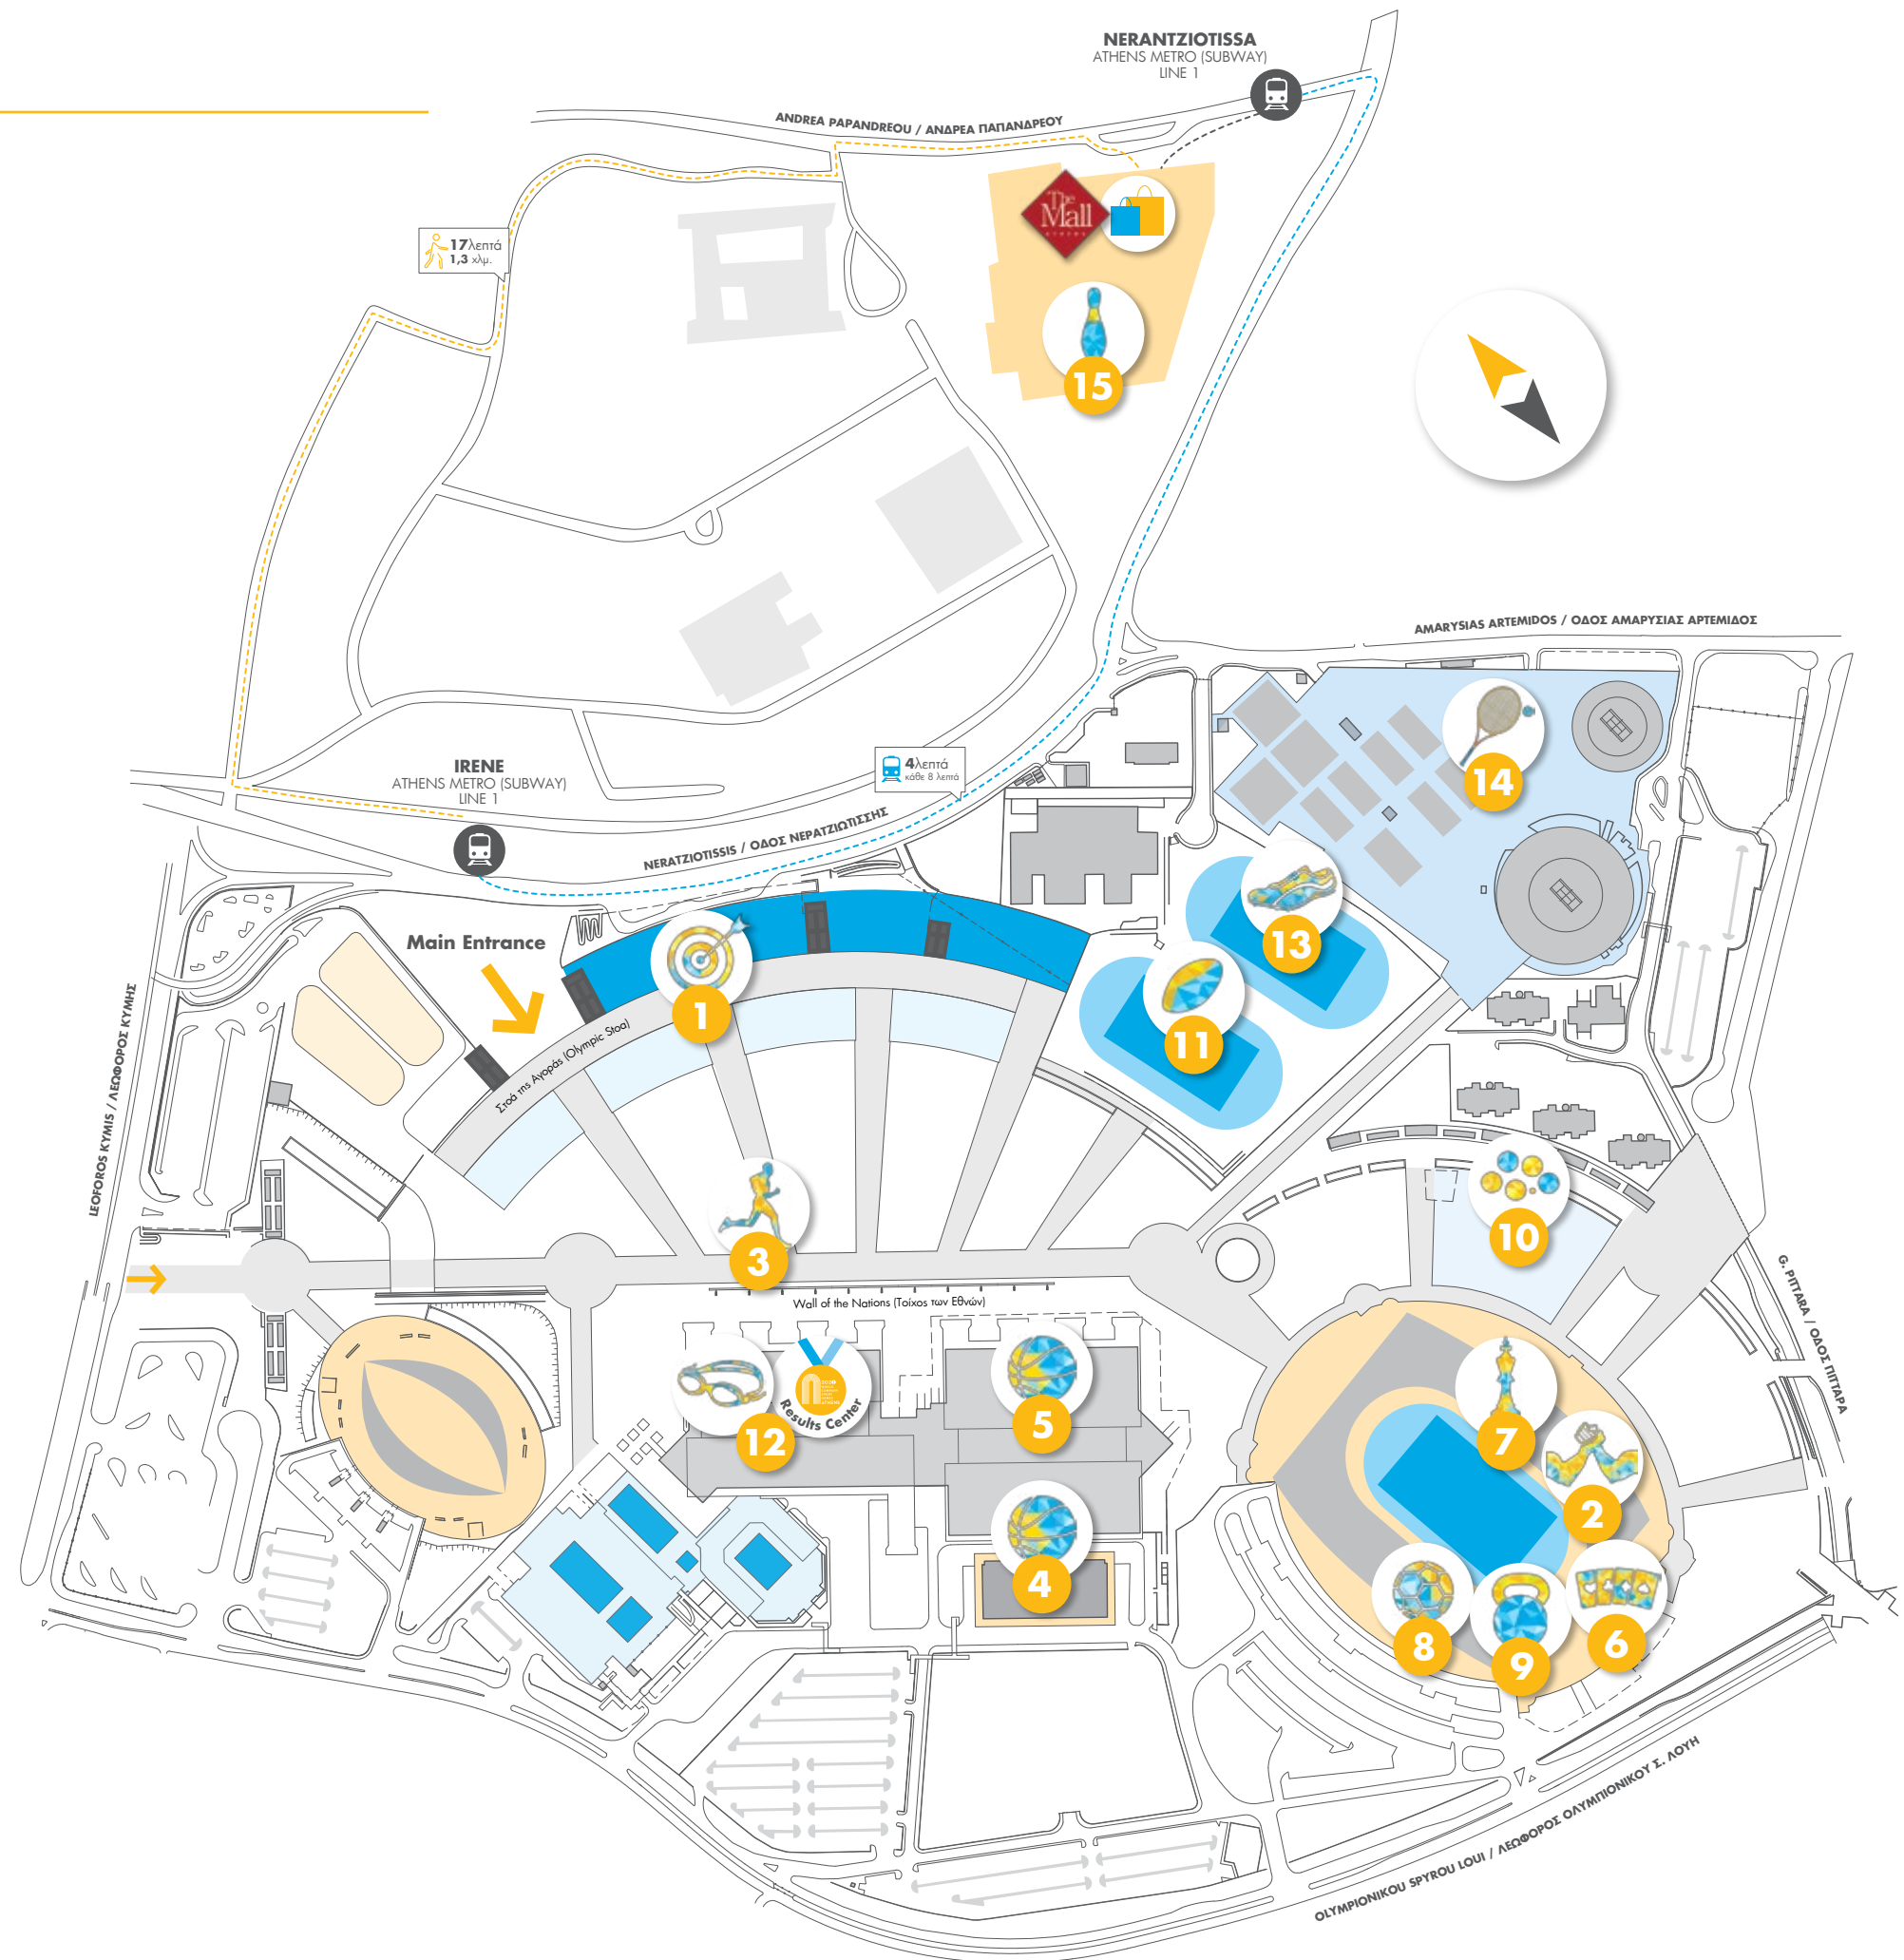 NERANTZIOTISSA
ATHENS METRO (SUBWAY)
LINE 1
ANDREA PAPANDREOU / ΑΝΔΡΕΑ ΠΑΠΑΝΔΡΕΟΥ
The
Mall
ATHENS
17λεπτά
1,3 χλμ.
15
AMARYSIAS ARTEMIDOS / ΟΔΟΣ ΑΜΑΡΥΣΙΑΣ ΑΡΤΕΜΙΔΟΣ
IRENE
ATHENS METRO (SUBWAY)
LINE 1
4λεπτά
κάθε 8 λεπτά
14
NERATZIOTISSIS / ΟΔΟΣ ΝΕΡΑΤΖΙΩΤΙΣΣΗΣ
Main Entrance
13
1
11
Στοά της Αγοράς (Olympic Stoa)
LEOFOROS KYMIS / ΛΕΩΦΟΡΟΣ ΚΥΜΗΣ
10
3
G. PITTARA / ΟΔΟΣ ΠΙΤΤΑΡΑ
Wall of the Nations (Τοίχος των Εθνών)
Results Center
12
5
7
2
4
8
9
6
OLYMPIONIKOU SPYROU LOUI / ΛΕΩΦΟΡΟΣ ΟΛΥΜΠΙΟΝΙΚΟΥ Σ. ΛΟΥΗ